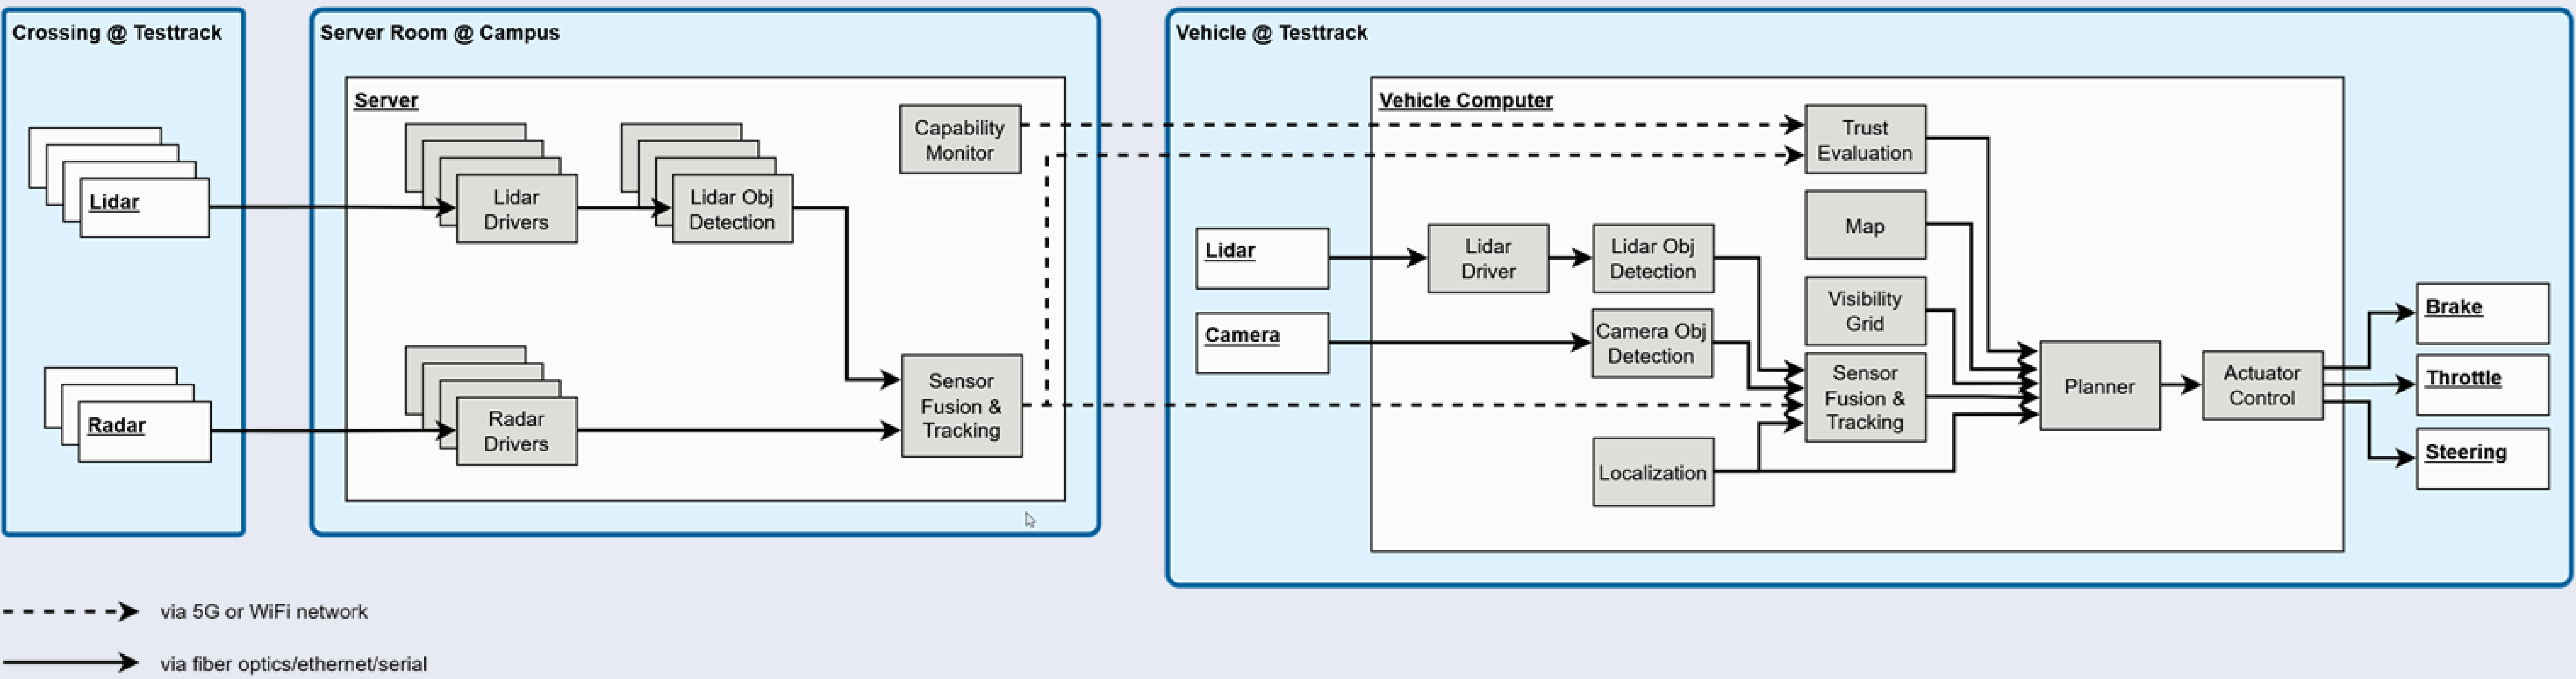 Crossing @ Testtrack
Lidar
Radar
Server Room @ Campus
Server
Lidar
Drivers
Lidar Obj
Detection
Capability
Monitor
Radar
Drivers
Sensor
Fusion &
Tracking
Vehicle @ Testtrack
Vehicle Computer
Lidar
Camera
Lidar
Driver
Lidar Obj
Detection
Camera Obj
Detection
Localization
Trust
Evaluation
Map
Visibility
Grid
Sensor
Fusion &
Tracking
Planner
Actuator
Control
Brake
Throttle
Steering
via 5G or WiFi network
via fiber optics/ethernet/serial